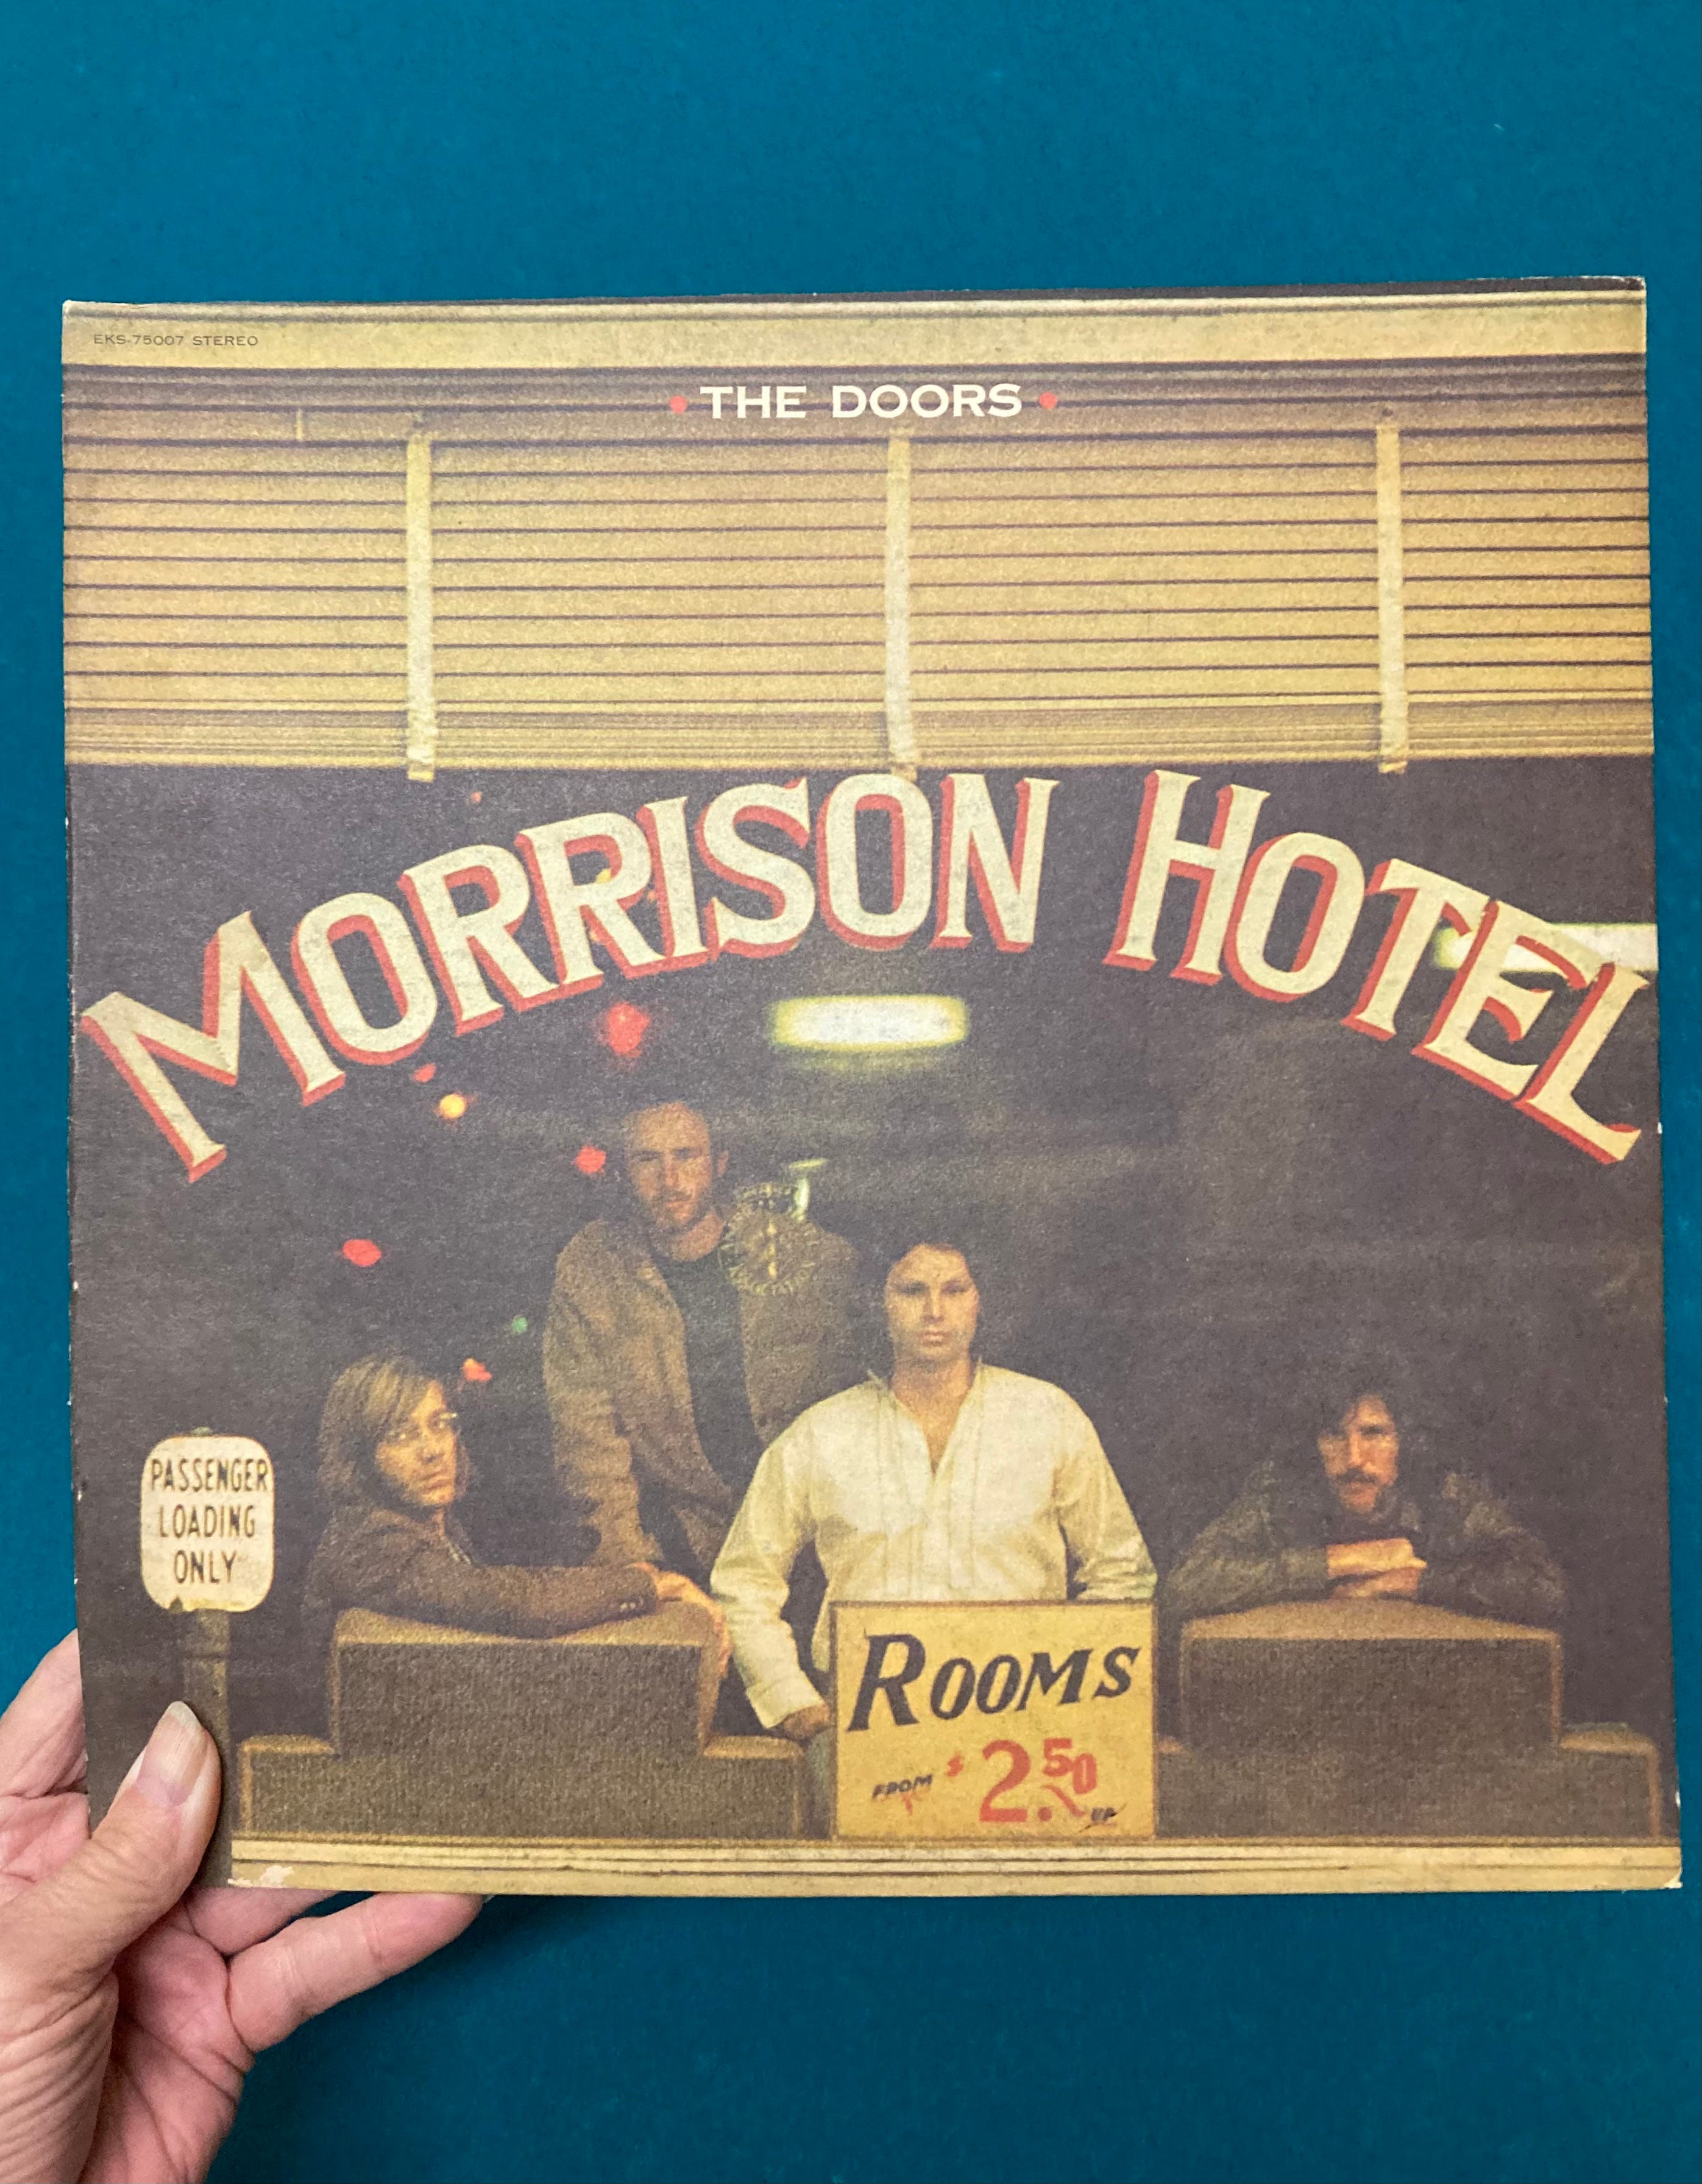 EKS-75007 STEREO
• THE DOORS •
MORRISON HOTEL
PASSENGER
LOADING
ONLY
ROOMS
FROM $2.50 UP